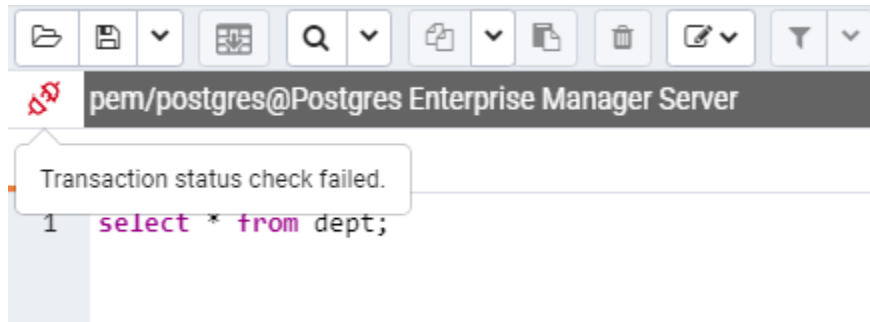 pem/postgres@Postgres Enterprise Manager Server
Transaction status check failed.
1 select * from dept;